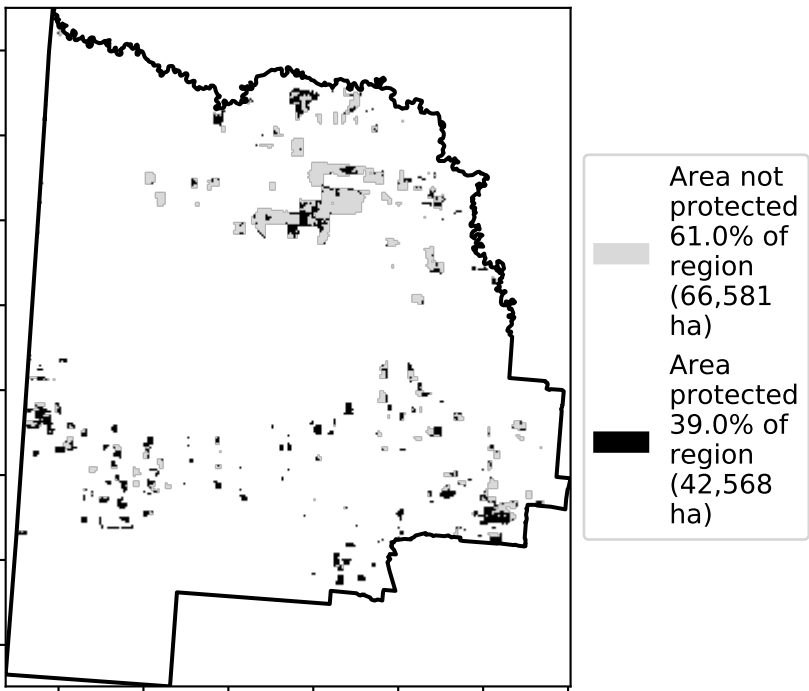 Area not
protected
61.0% of
region
(66,581
ha)
Area
protected
39.0% of
region
(42,568
ha)